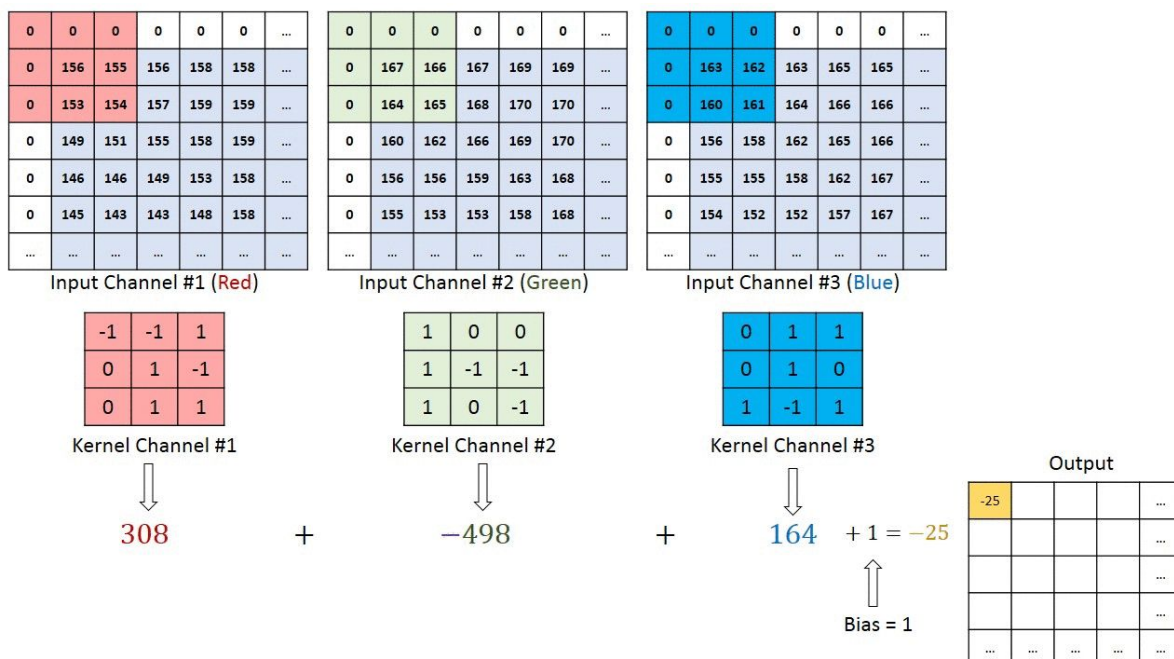 0 0 0 0 0 0 ... 0 0 0 0 0 0 ... 0 0 0 0 0 0 ...
0 156 155 156 158 158 ... 0 167 166 167 169 169 ... 0 163 162 163 165 165 ...
0 153 154 157 159 159 ... 0 164 165 168 170 170 ... 0 160 161 164 166 166 ...
0 149 151 155 158 159 ... 0 160 162 166 169 170 ... 0 156 158 162 165 166 ...
0 146 146 149 153 158 ... 0 156 156 159 163 168 ... 0 155 155 158 162 167 ...
0 145 143 143 148 158 ... 0 155 153 153 158 168 ... 0 154 152 152 157 167 ...
... ... ... ... ... ... ... ... ... ... ... ... ... ... ... ... ... ... ... ... ...
Input Channel #1 (Red) Input Channel #2 (Green) Input Channel #3 (Blue)
-1 -1 1 1 0 0 0 1 1
0 1 -1 1 -1 -1 0 1 0
0 1 1 1 0 -1 1 -1 1
Kernel Channel #1 Kernel Channel #2 Kernel Channel #3
308 + −498 + 164 + 1 = −25
Bias = 1
Output
-25 ...
...
...
...
... ... ... ... ...